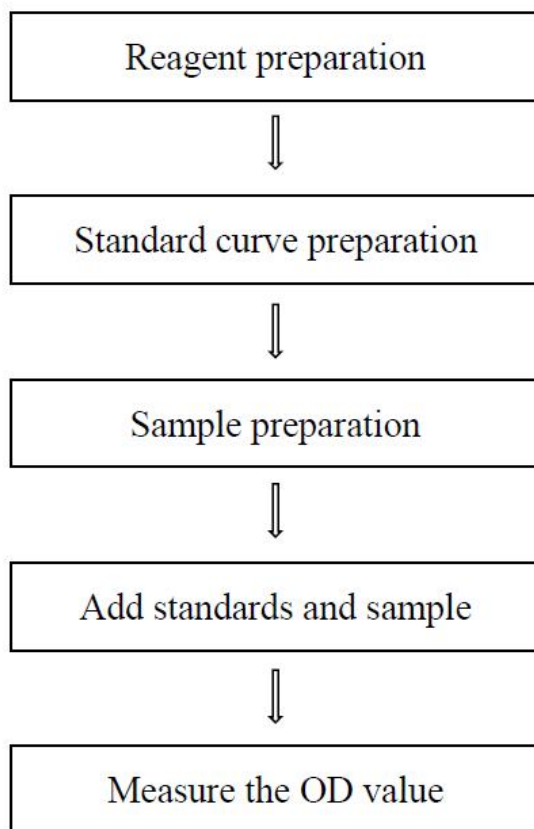 Reagent preparation
Standard curve preparation
Sample preparation
Add standards and sample
Measure the OD value